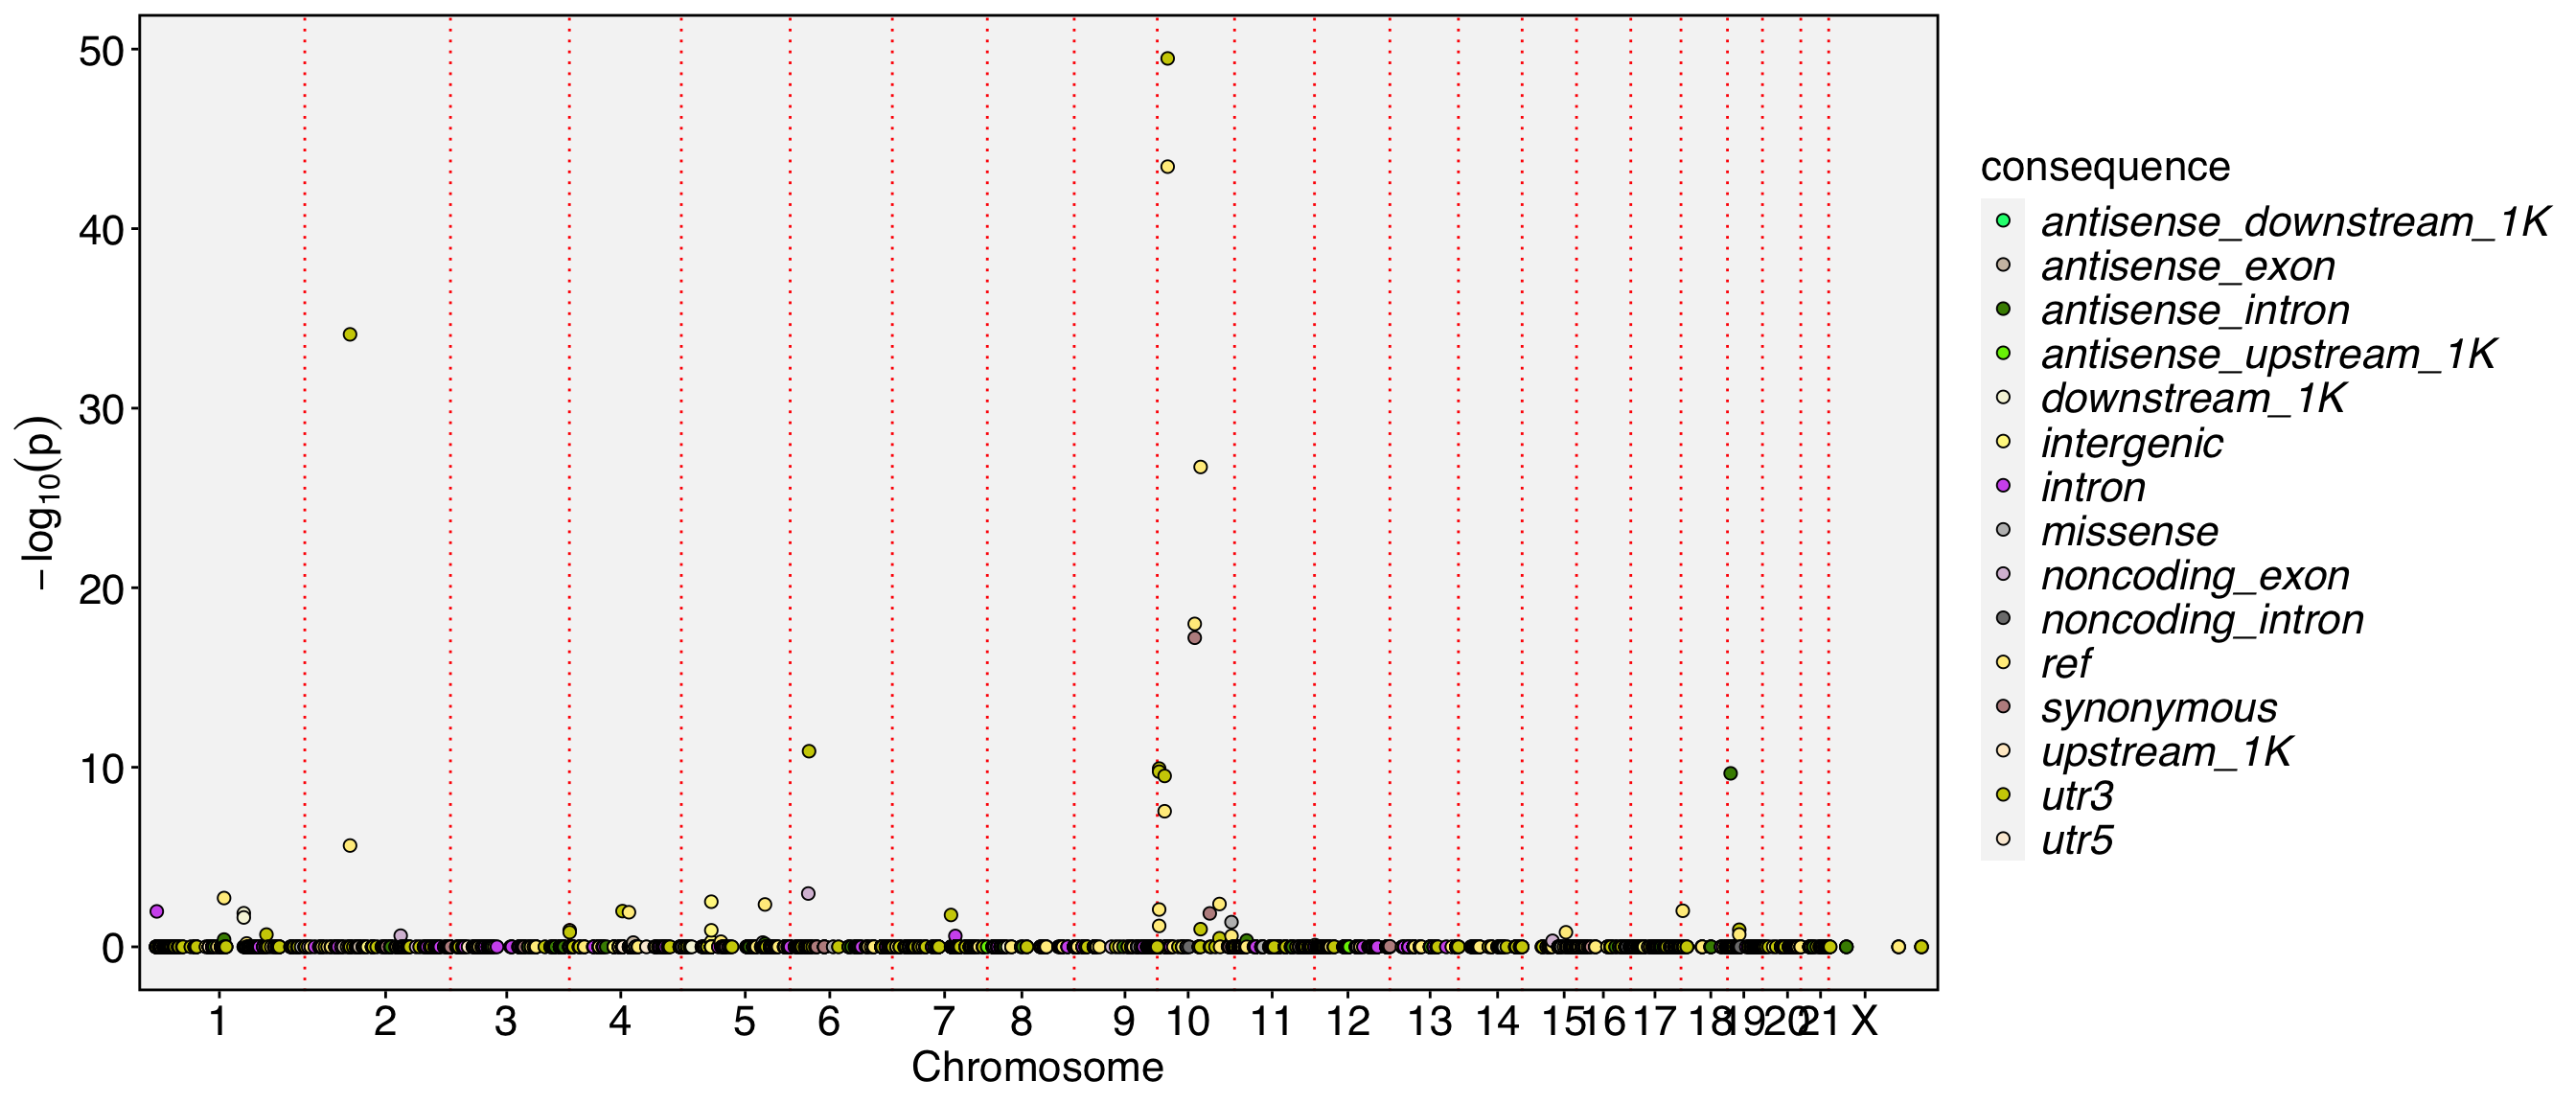 50
40
30
20
10
0
−log10(p)
1 2 3 4 5 6 7 8 9 10 11 12 13 14 15 16 17 18 19 20 21 X
Chromosome
consequence
antisense_downstream_1K
antisense_exon
antisense_intron
antisense_upstream_1K
downstream_1K
intergenic
intron
missense
noncoding_exon
noncoding_intron
ref
synonymous
upstream_1K
utr3
utr5